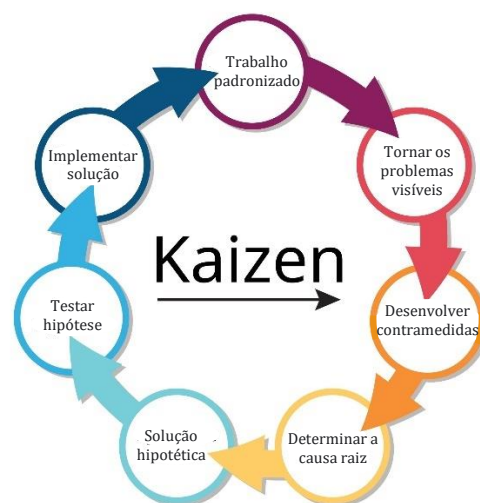 Trabalho
padronizado
Tornar os
problemas
visíveis
Desenvolver
contramedidas
Determinar a
causa raiz
Solução
hipotética
Testar
hipótese
Implementar
solução
Kaizen